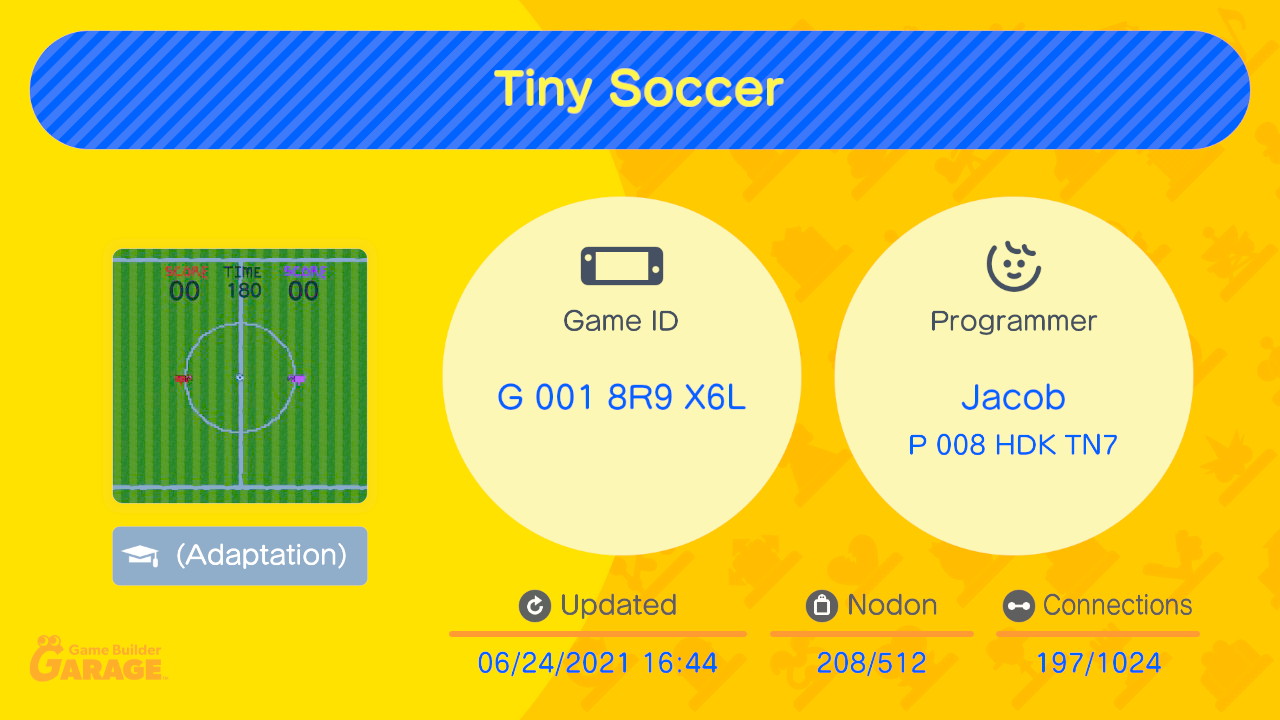 Tiny Soccer
SCORE TIME SCORE
00 180 00
(Adaptation)
Game ID
G 001 8R9 X6L
Programmer
Jacob
P 008 HDK TN7
Updated
06/24/2021 16:44
Nodon
208/512
Connections
197/1024
Game Builder
GARAGE